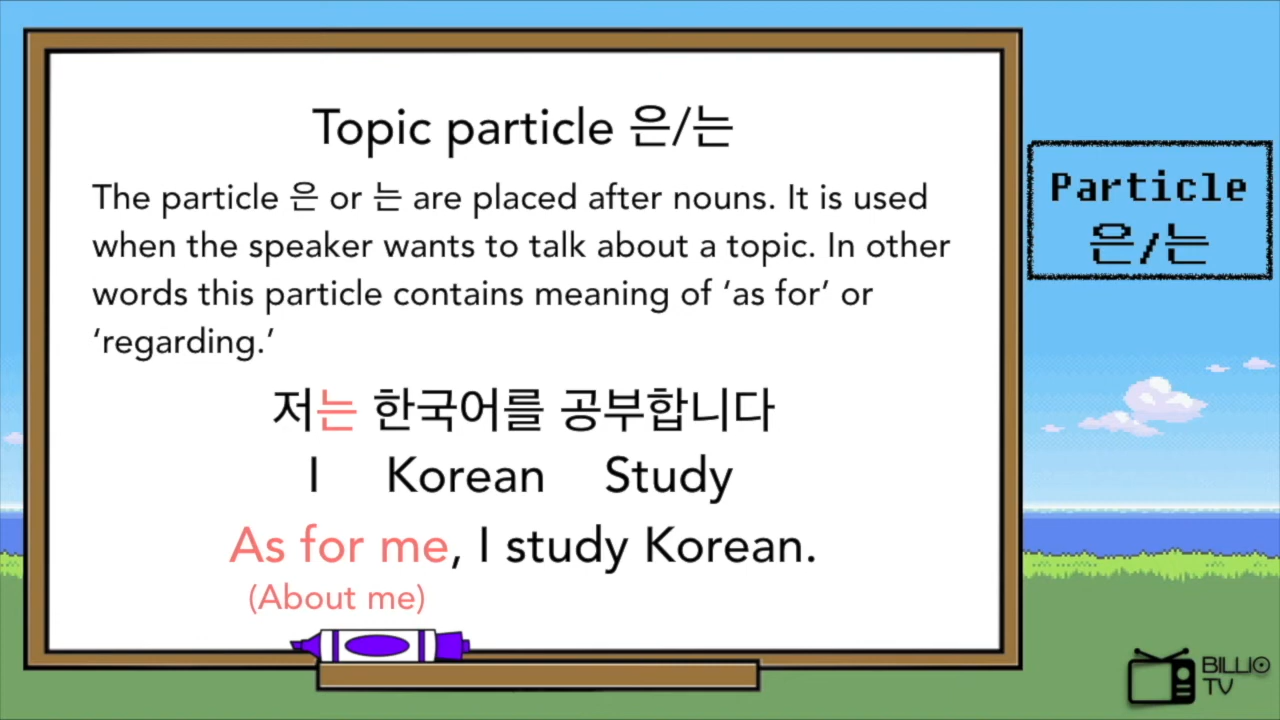 Topic particle 은/는
The particle 은 or 는 are placed after nouns. It is used
when the speaker wants to talk about a topic. In other
words this particle contains meaning of ‘as for’ or
‘regarding.’
저는 한국어를 공부합니다
I Korean Study
As for me, I study Korean.
(About me)
Particle
은/는
BILLIO
TV